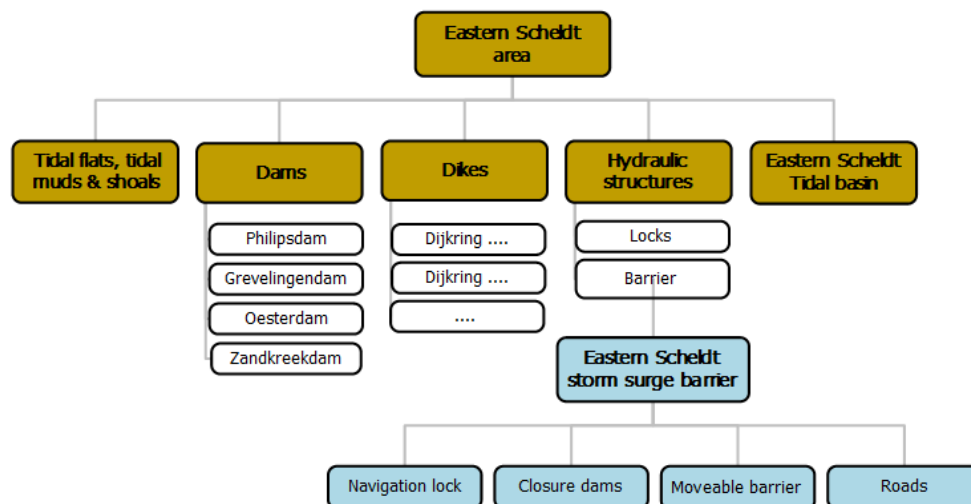 Eastern Scheldt
area
Tidal flats, tidal
muds & shoals
Dams
Dikes
Hydraulic
structures
Eastern Scheldt
Tidal basin
Philipsdam
Grevelingendam
Oesterdam
Zandkreekdam
Dijkring ....
Dijkring ....
....
Locks
Barrier
Eastern Scheldt
storm surge barrier
Navigation lock
Closure dams
Moveable barrier
Roads